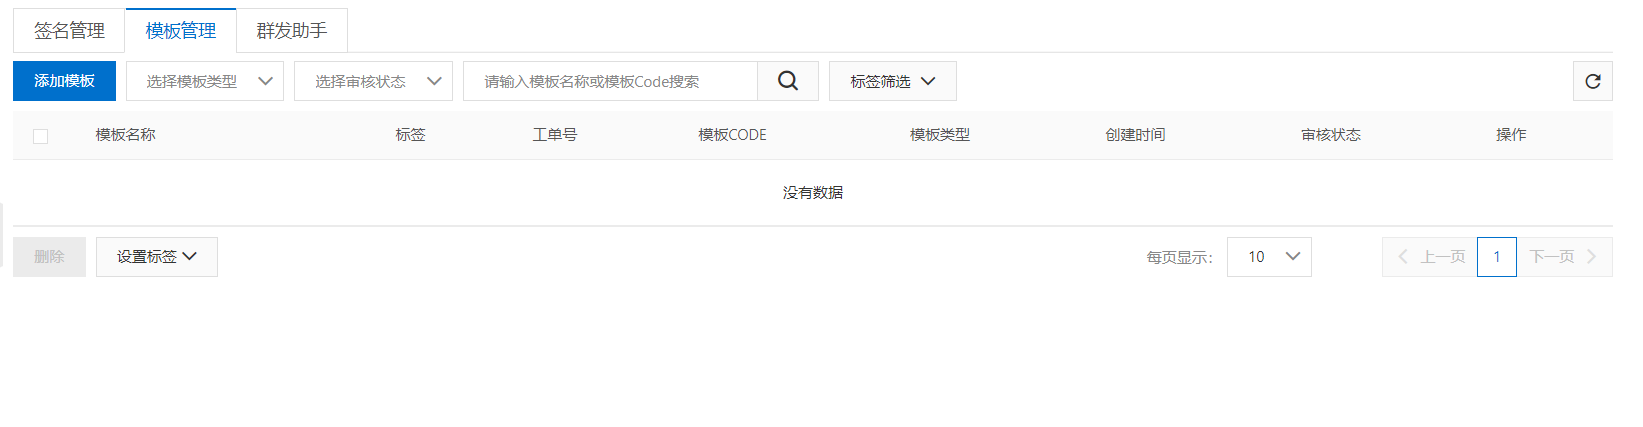 签名管理 模板管理 群发助手
添加模板 选择模板类型 选择审核状态 请输入模板名称或模板Code搜索 标签筛选
模板名称 标签 工单号 模板CODE 模板类型 创建时间 审核状态 操作
没有数据
删除 设置标签 每页显示: 10 上一页 1 下一页